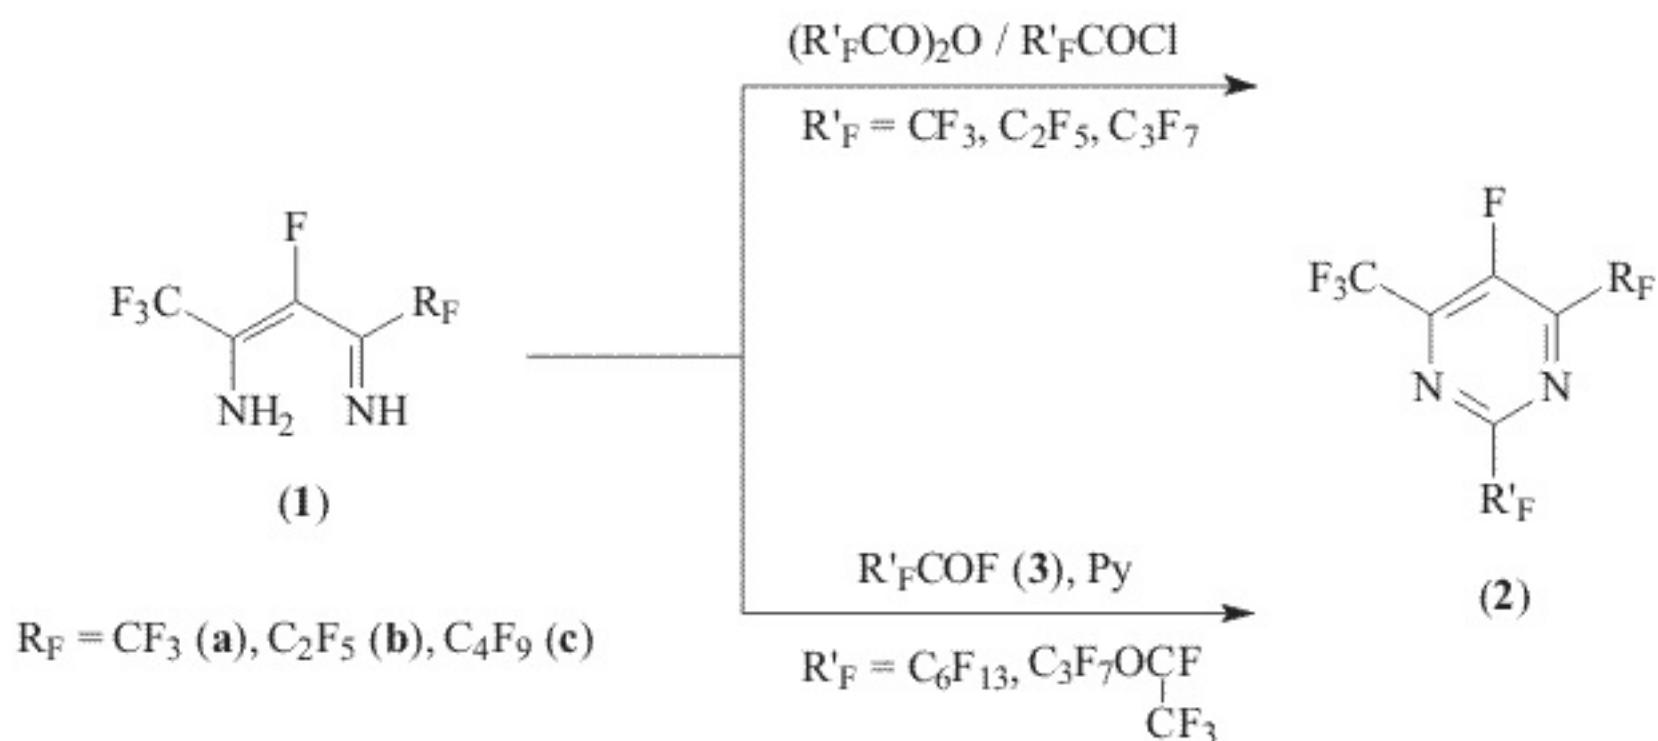 (R'FCO)2O / R'FCOCl
R'F = CF3, C2F5, C3F7
F
F3C
RF
NH2
NH
(1)
F
F3C
RF
N
N
R'F
(2)
R'FCOF (3), Py
RF = CF3 (a), C2F5 (b), C4F9 (c)
R'F = C6F13, C3F7OCF
CF3